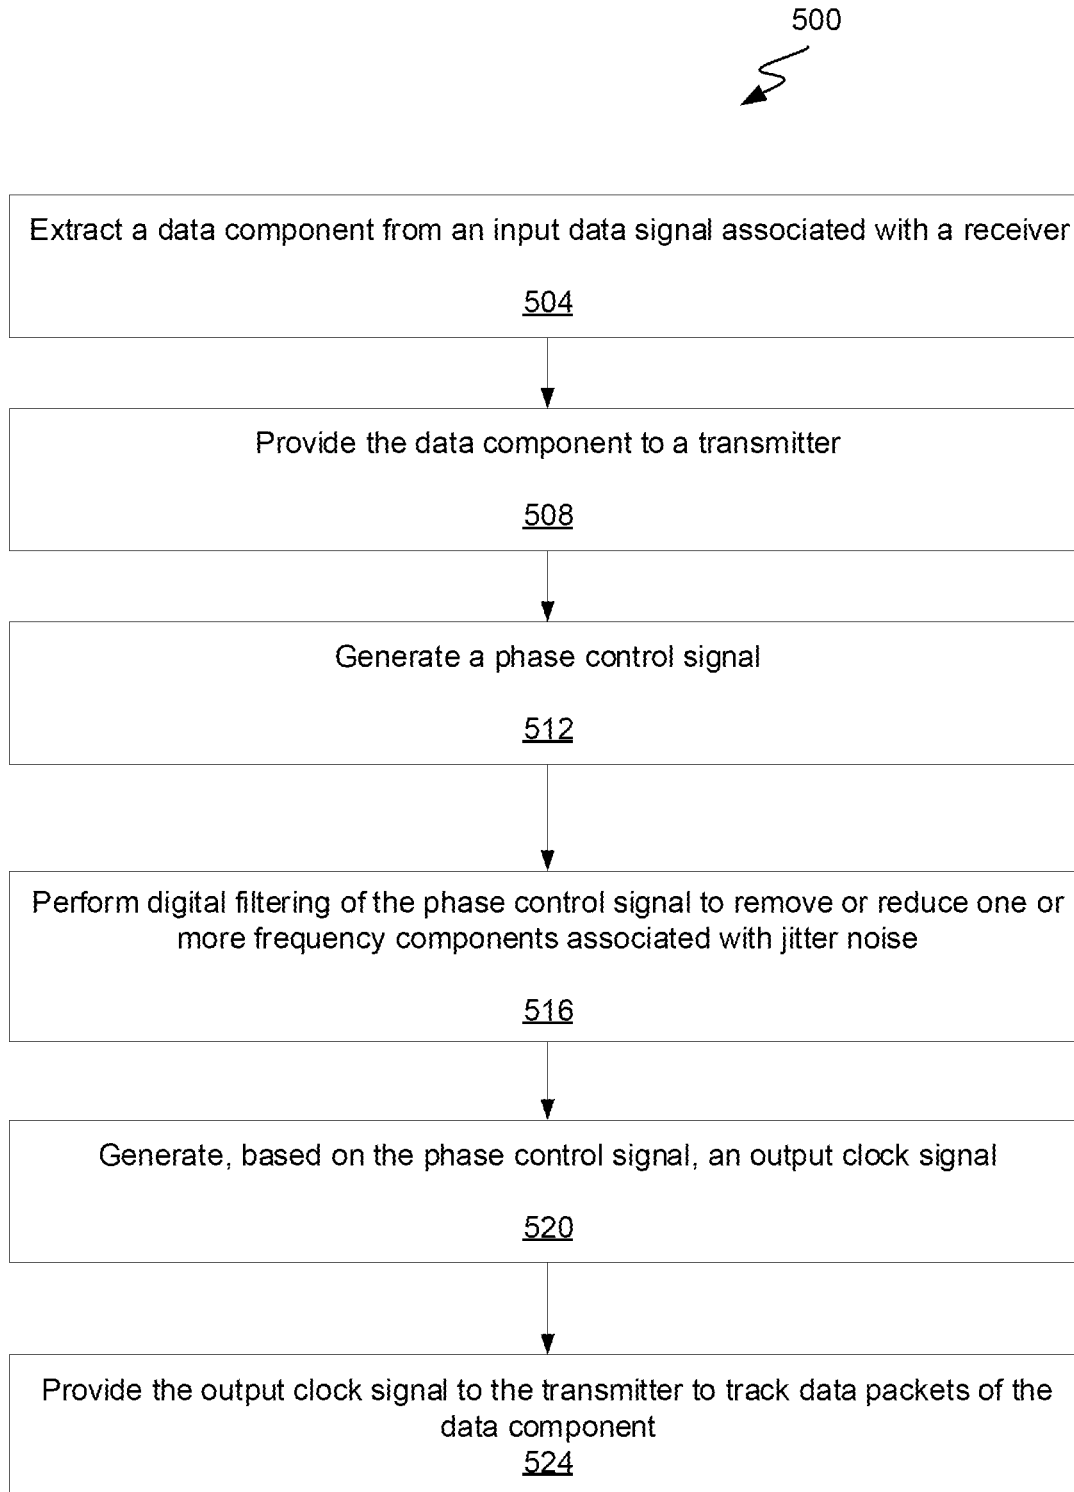 500
Extract a data component from an input data signal associated with a receiver
504
Provide the data component to a transmitter
508
Generate a phase control signal
512
Perform digital filtering of the phase control signal to remove or reduce one or
more frequency components associated with jitter noise
516
Generate, based on the phase control signal, an output clock signal
520
Provide the output clock signal to the transmitter to track data packets of the
data component
524